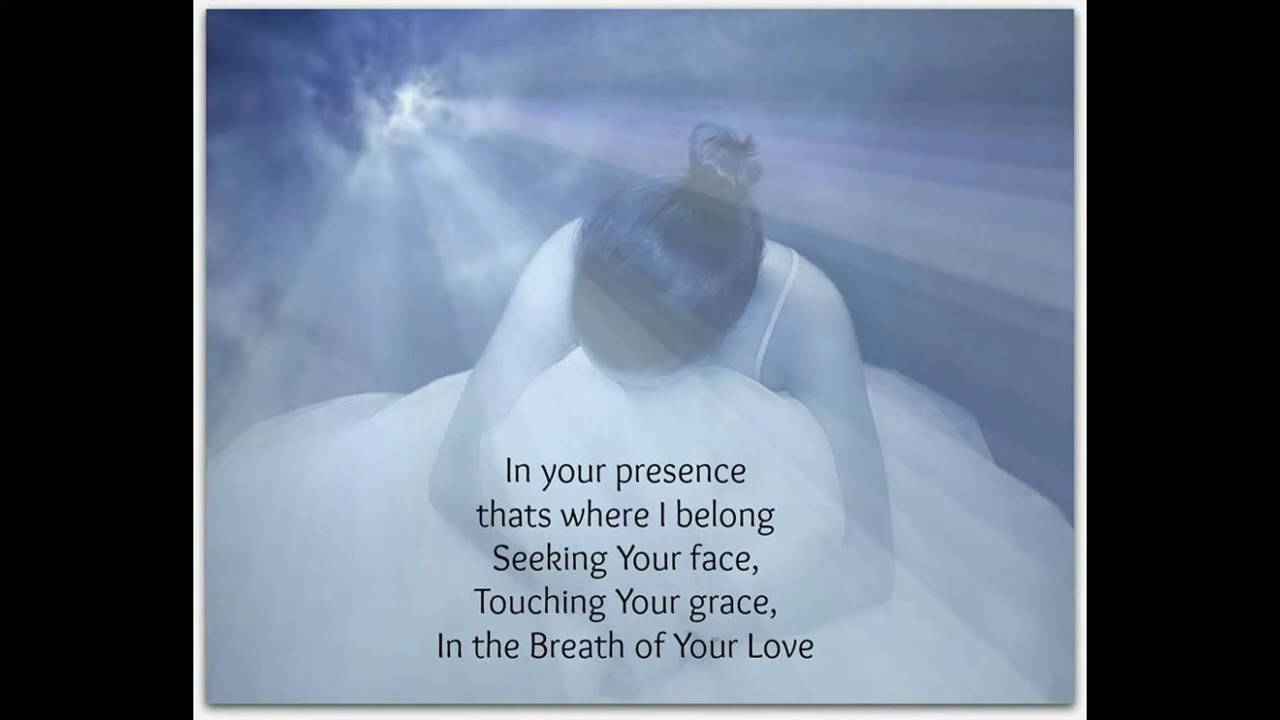 In your presence
thats where I belong
Seeking Your face,
Touching Your grace,
In the Breath of Your Love